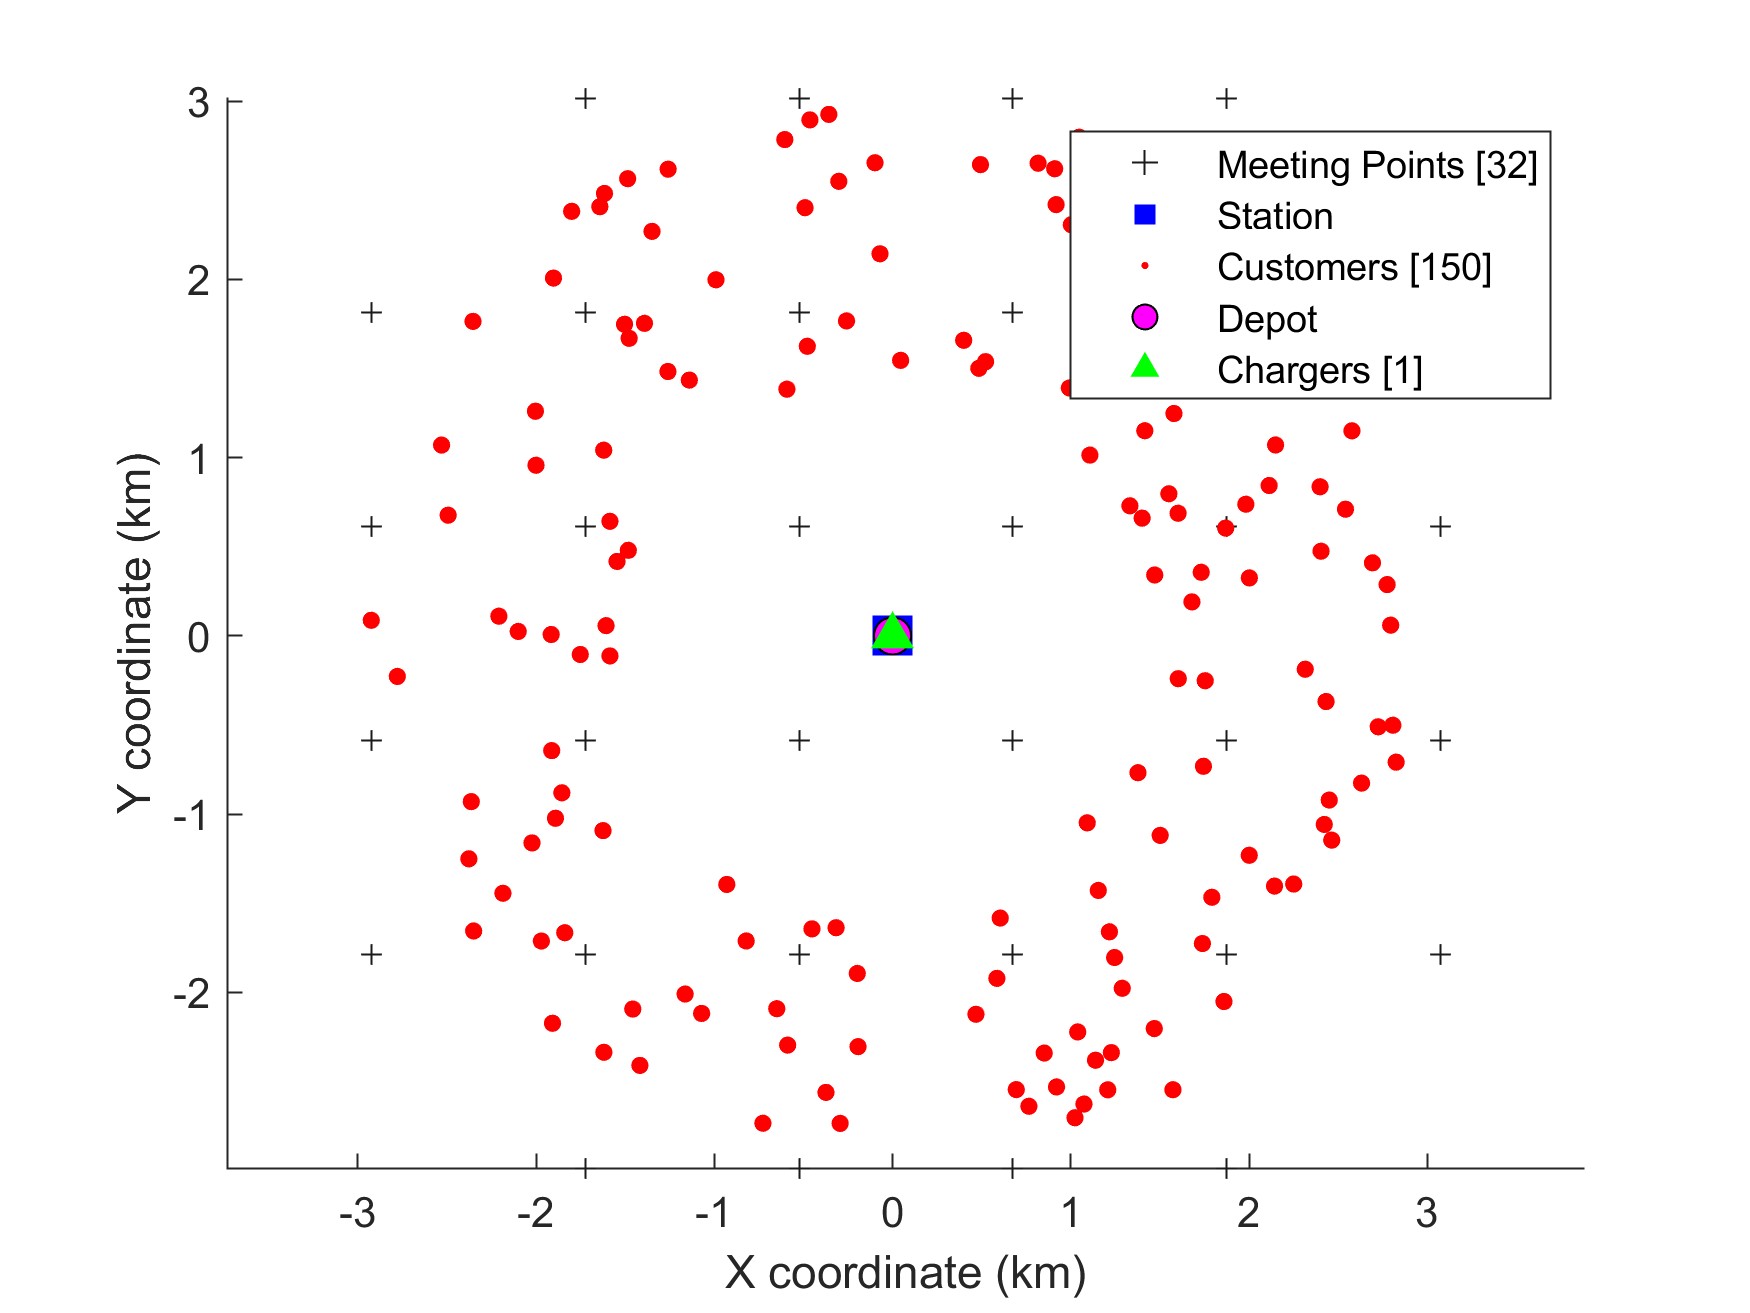 3
2
1
0
-1
-2
Y coordinate (km)
Meeting Points [32]
Station
Customers [150]
Depot
Chargers [1]
-3 -2 -1 0 1 2 3
X coordinate (km)